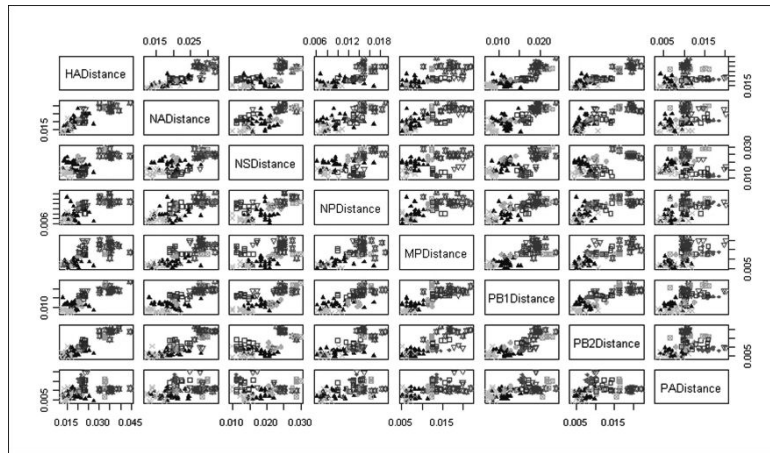 0.015 0.025
0.006 0.012 0.018
0.010 0.020
0.005 0.015
HADistance
0.015
0.015
NADistance
NSDistance
0.010 0.030
0.006
NPDistance
MPDistance
0.005
0.010
PB1Distance
PB2Distance
0.005
0.005
PADistance
0.015 0.030 0.045
0.010 0.020 0.030
0.005 0.015
0.005 0.015